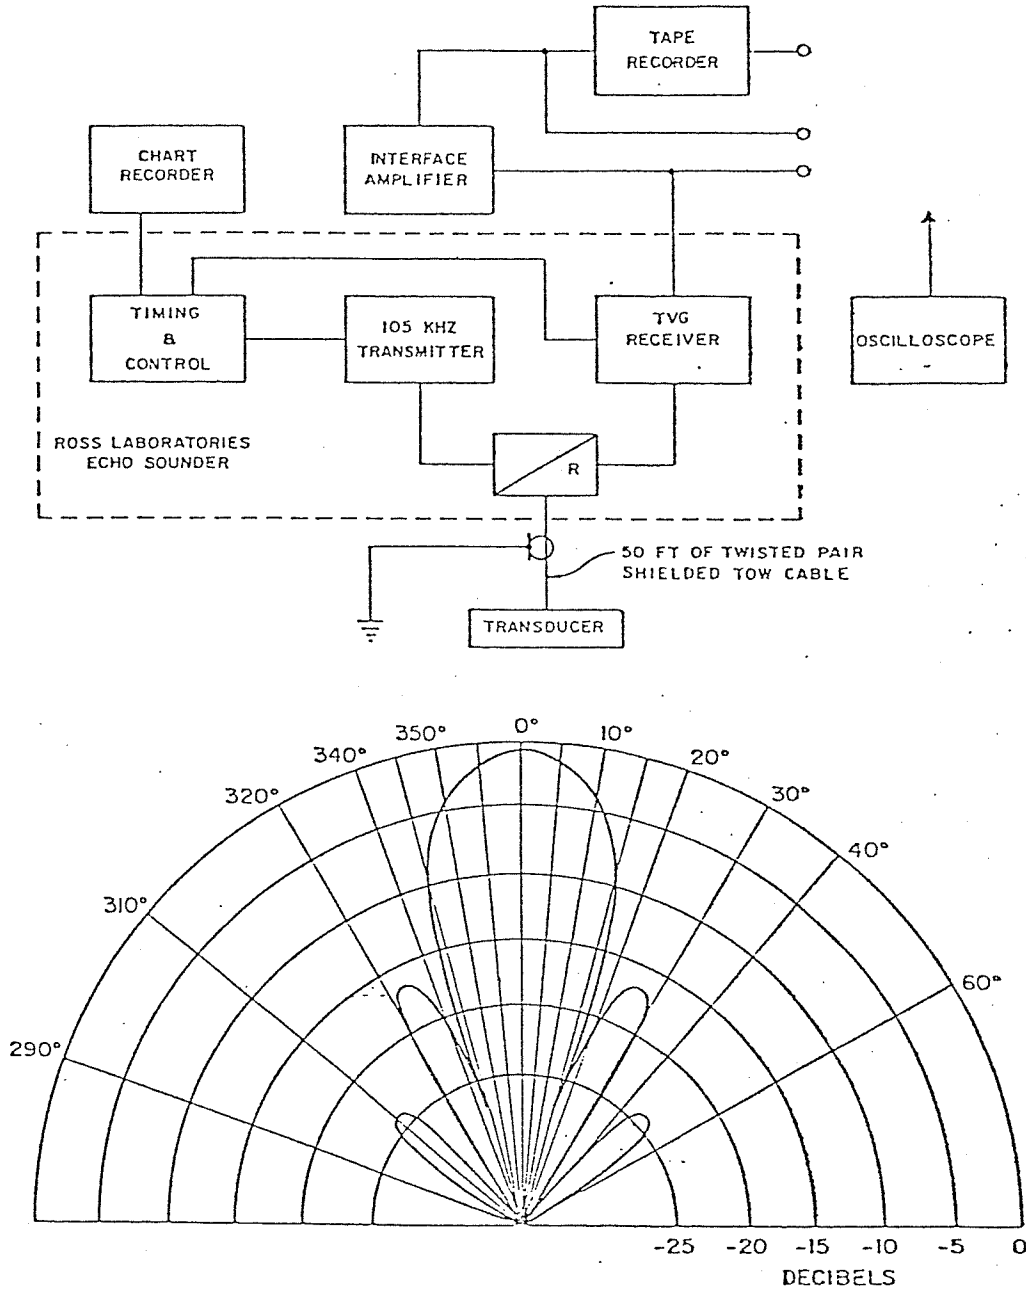 TAPE
RECORDER
CHART
RECORDER
INTERFACE
AMPLIFIER
TIMING
&
CONTROL
105 KHZ
TRANSMITTER
TVG
RECEIVER
OSCILLOSCOPE
ROSS LABORATORIES
ECHO SOUNDER
R
50 FT OF TWISTED PAIR
SHIELDED TOW CABLE
TRANSDUCER
290°
310°
320°
340°
350°
0°
10°
20°
30°
40°
60°
-25 -20 -15 -10 -5 0
DECIBELS